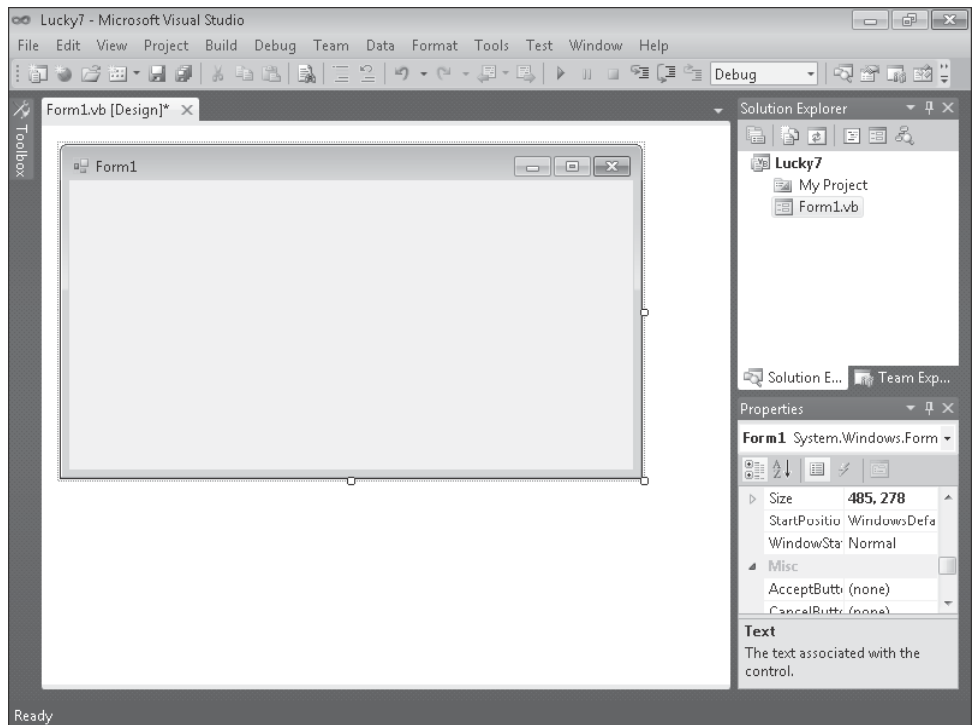 Lucky7 - Microsoft Visual Studio
File Edit View Project Build Debug Team Data Format Tools Test Window Help
Debug
Toolbox
Form1.vb [Design]*
Form1
Solution Explorer
Lucky7
My Project
Form1.vb
Solution E... Team Exp...
Properties
Form1 System.Windows.Form
Size 485, 278
StartPositio WindowsDefa
WindowSta Normal
Misc
AcceptButt (none)
CancelButt (none)
Text
The text associated with the
control.
Ready